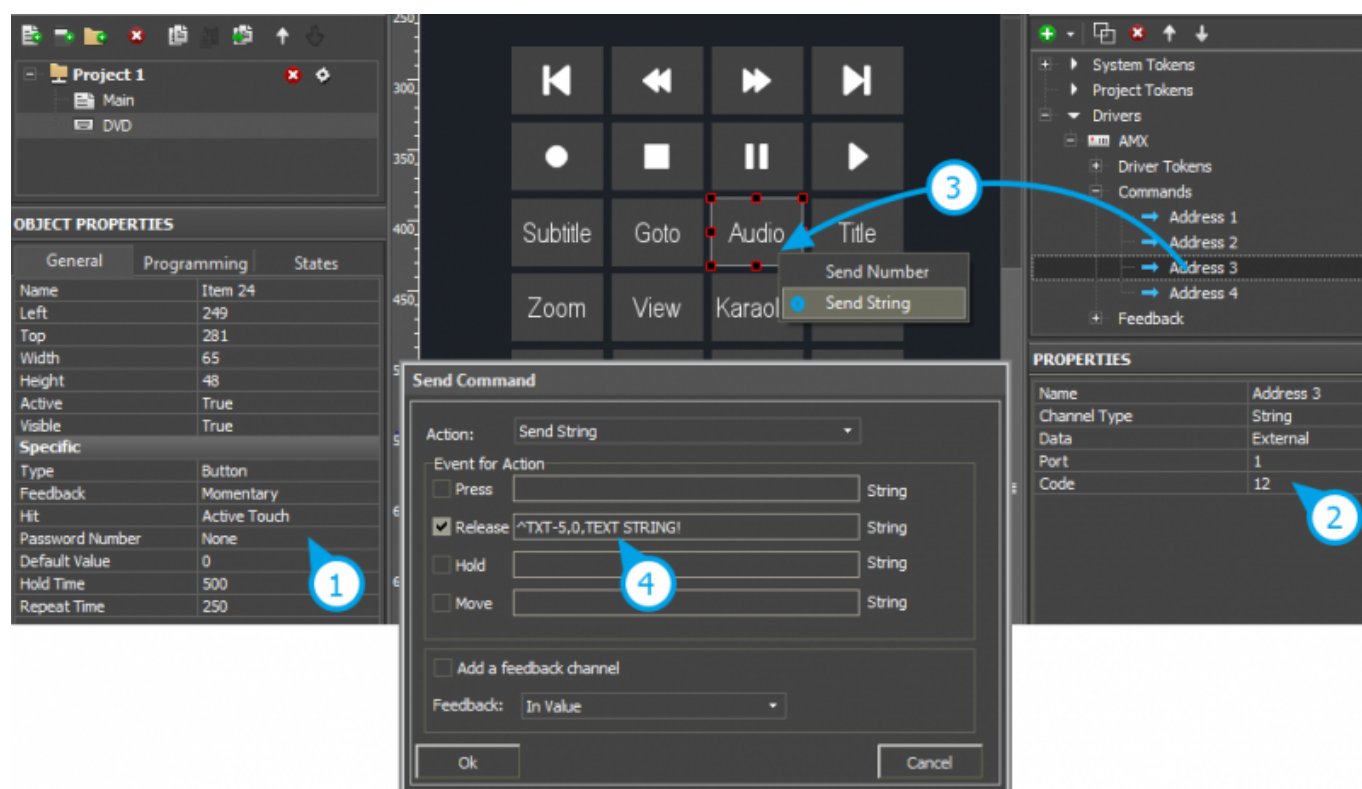 Project 1
Main
DVD
OBJECT PROPERTIES
General Programming States
Name Item 24
Left 249
Top 281
Width 65
Height 48
Active True
Visible True
Specific
Type Button
Feedback Momentary
Hit Active Touch
Password Number None
Default Value 0
Hold Time 500
Repeat Time 250
1
250
300
350
400
450
Subtitle Goto Audio Title
Zoom View
Send Number
Send String
3
System Tokens
Project Tokens
Drivers
AMX
Driver Tokens
Commands
Address 1
Address 2
Address 3
Address 4
Feedback
PROPERTIES
Name Address 3
Channel Type String
Data External
Port 1
Code 12
2
Send Command
Action: Send String
Event for Action
Press String
Release ^TXT-5,0,TEXT STRING! String
Hold String
4
Move String
Add a feedback channel
Feedback: In Value
Ok Cancel